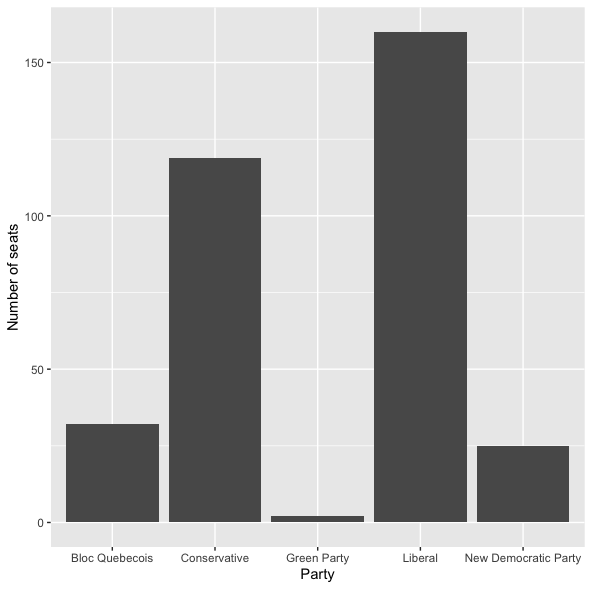 150
100
50
0
Number of seats
Bloc Quebecois Conservative Green Party Liberal New Democratic Party
Party